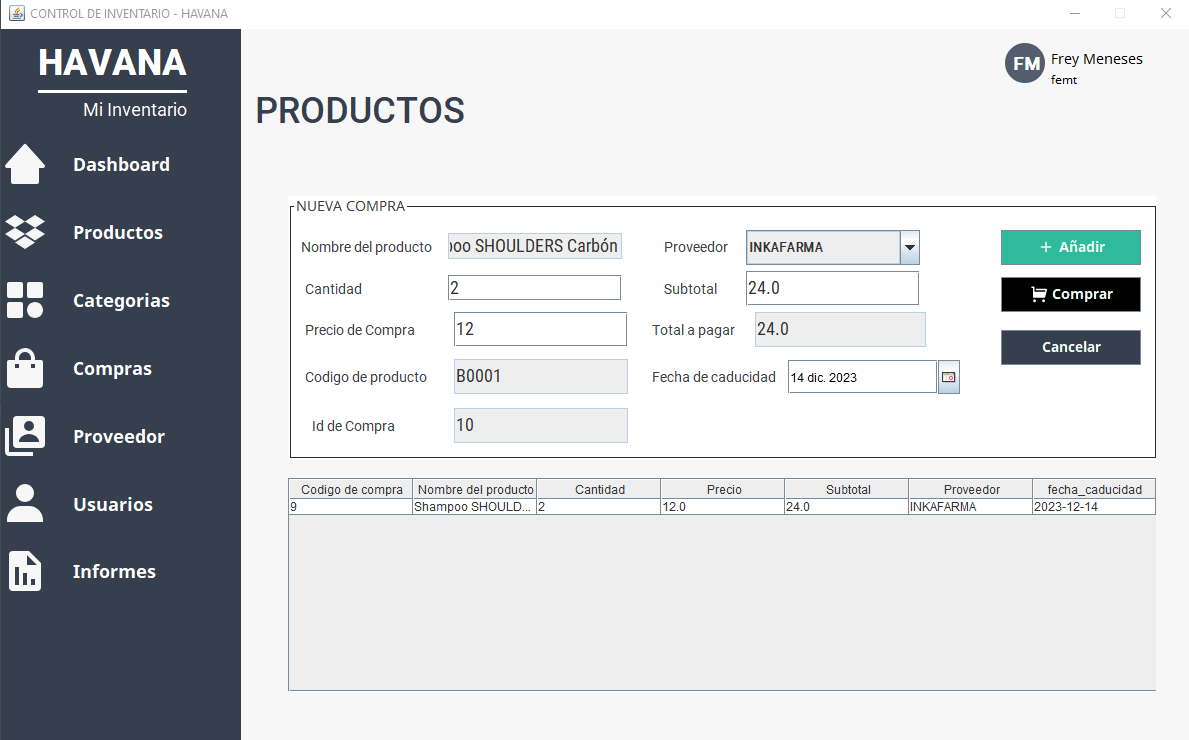 CONTROL DE INVENTARIO - HAVANA
HAVANA
Mi Inventario
Dashboard
Productos
Categorias
Compras
Proveedor
Usuarios
Informes
FM
Frey Meneses
femt
PRODUCTOS
NUEVA COMPRA
Nombre del producto
oo SHOULDERS Carbón
Proveedor
INKAFARMA
+ Añadir
Cantidad
2
Subtotal
24.0
Comprar
Precio de Compra
12
Total a pagar
24.0
Cancelar
Codigo de producto
B0001
Fecha de caducidad
14 dic. 2023
Id de Compra
10
Codigo de compra Nombre del producto Cantidad Precio Subtotal Proveedor fecha_caducidad
9 Shampoo SHOULD... 2 12.0 24.0 INKAFARMA 2023-12-14